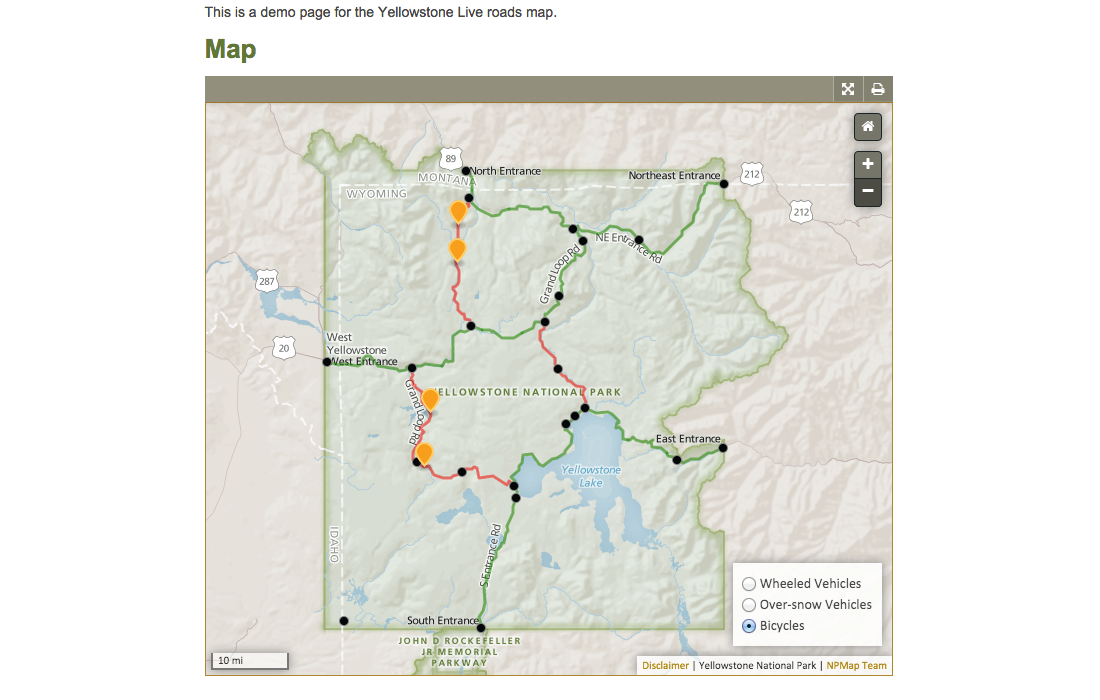 This is a demo page for the Yellowstone Live roads map.
Map
89
North Entrance
MONTANA
Northeast Entrance
212
WYOMING
212
NE Entrance Rd
Grand Loop Rd
287
20
West
Yellowstone
West Entrance
Grand Loop Rd
YELLOWSTONE NATIONAL PARK
East Entrance
Yellowstone
Lake
IDAHO
S Entrance Rd
South Entrance
JOHN D ROCKEFELLER
JR MEMORIAL
PARKWAY
Wheeled Vehicles
Over-snow Vehicles
Bicycles
10 mi
Disclaimer | Yellowstone National Park | NPMap Team